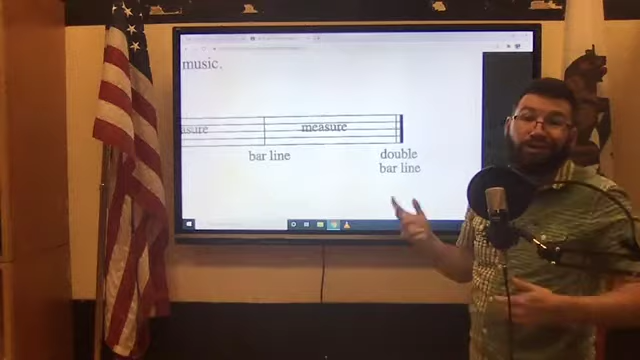 music.
asure
measure
bar line
double
bar line